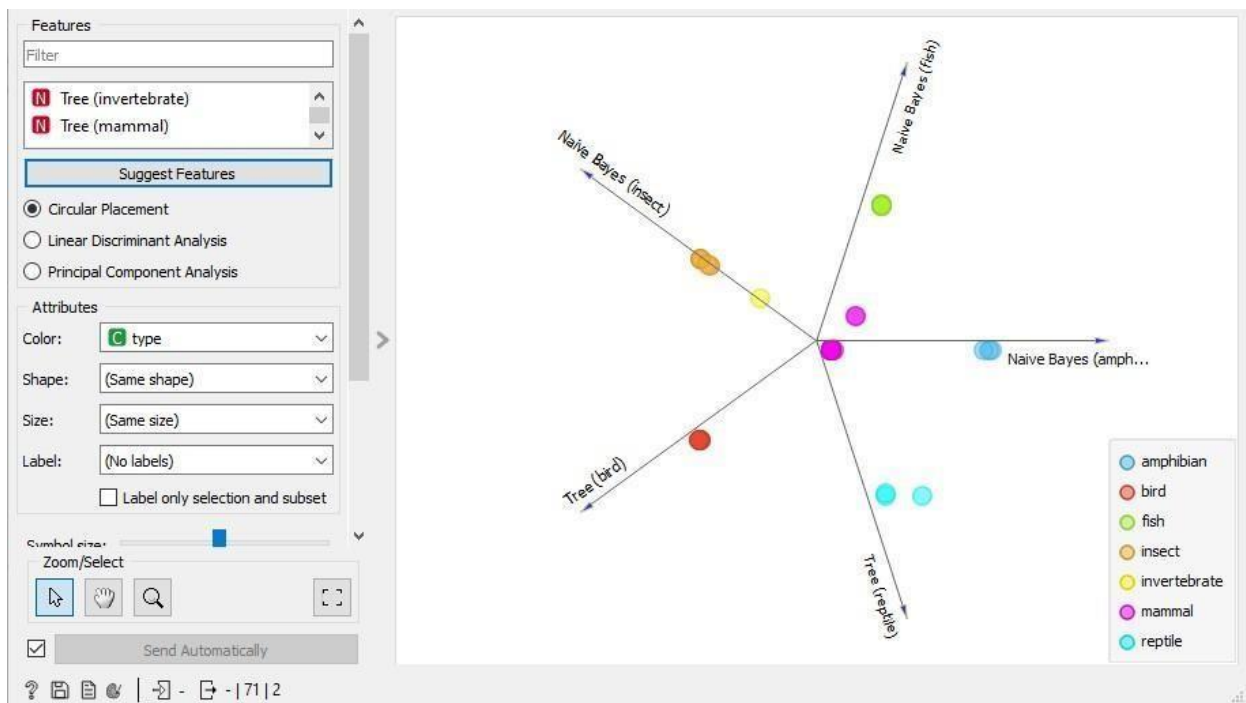 Features
Filter
N Tree (invertebrate)
N Tree (mammal)
Suggest Features
Circular Placement
Linear Discriminant Analysis
Principal Component Analysis
Attributes
Color: C type
Shape: (Same shape)
Size: (Same size)
Label: (No labels)
Label only selection and subset
Symbol size:
Zoom/Select
Send Automatically
? - - | 71 | 2
Naive Bayes (fish)
Naive Bayes (insect)
Naive Bayes (amph...
Tree (bird)
Tree (reptile)
amphibian
bird
fish
insect
invertebrate
mammal
reptile